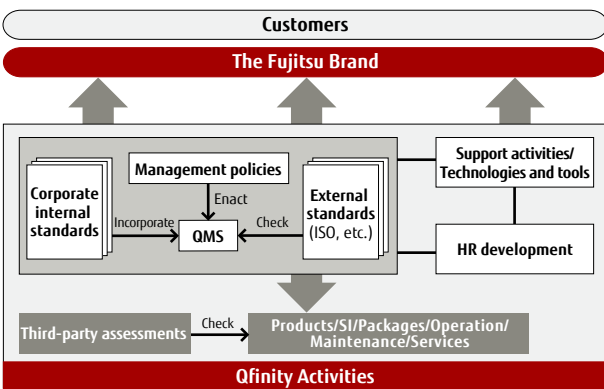 Customers
The Fujitsu Brand
Management policies
Support activities/
Technologies and tools
Corporate
internal
standards
Enact
External
standards
(ISO, etc.)
Incorporate
QMS
Check
HR development
Third-party assessments
Check
Products/SI/Packages/Operation/
Maintenance/Services
Qfinity Activities